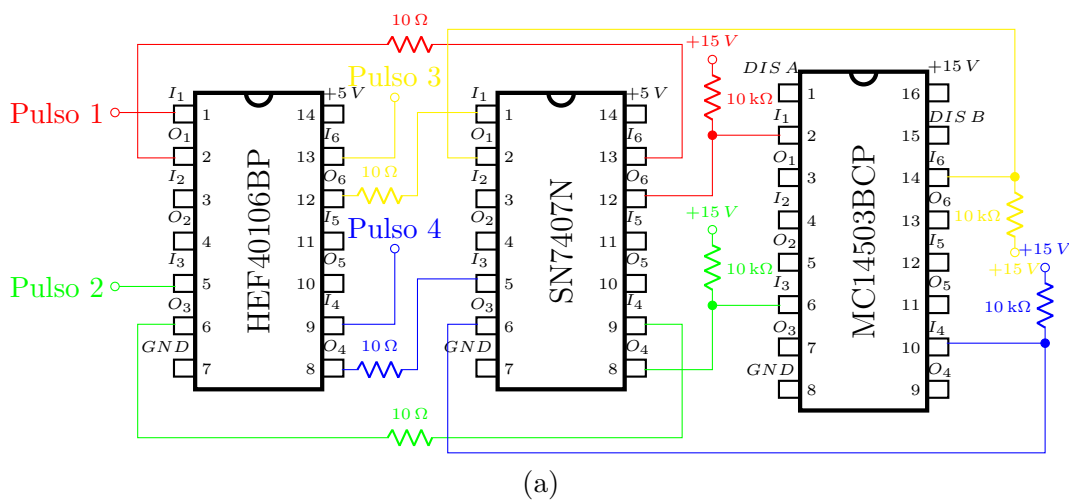 10 Ω
+15 V
Pulso 3
DIS A
+15V
I1
+5 V
I1
+5 V
10 kΩ
1
16
Pulso 1
1
14
1
14
I1
DIS B
O1
I6
O1
I6
2
15
2
13
2
13
O1
I6
10 Ω
I2
O6
I2
O6
3
14
3
12
3
12
I2
O6
O2
I5
O2
I5
+15 V
4
13
10 kΩ
Pulso 4
4
11
4
11
O2
I5
+15 V
I3
O5
I3
O5
10 kΩ
5
12
+15 V
Pulso 2
5
10
5
10
I3
O5
O3
I4
O3
I4
6
11
10 kΩ
6
9
6
9
O3
I4
10 Ω
GND
O4
GND
O4
7
10
7
8
7
8
GND
O4
8
9
HEF40106BP
SN7407N
MC14503BCP
10 Ω
(a)